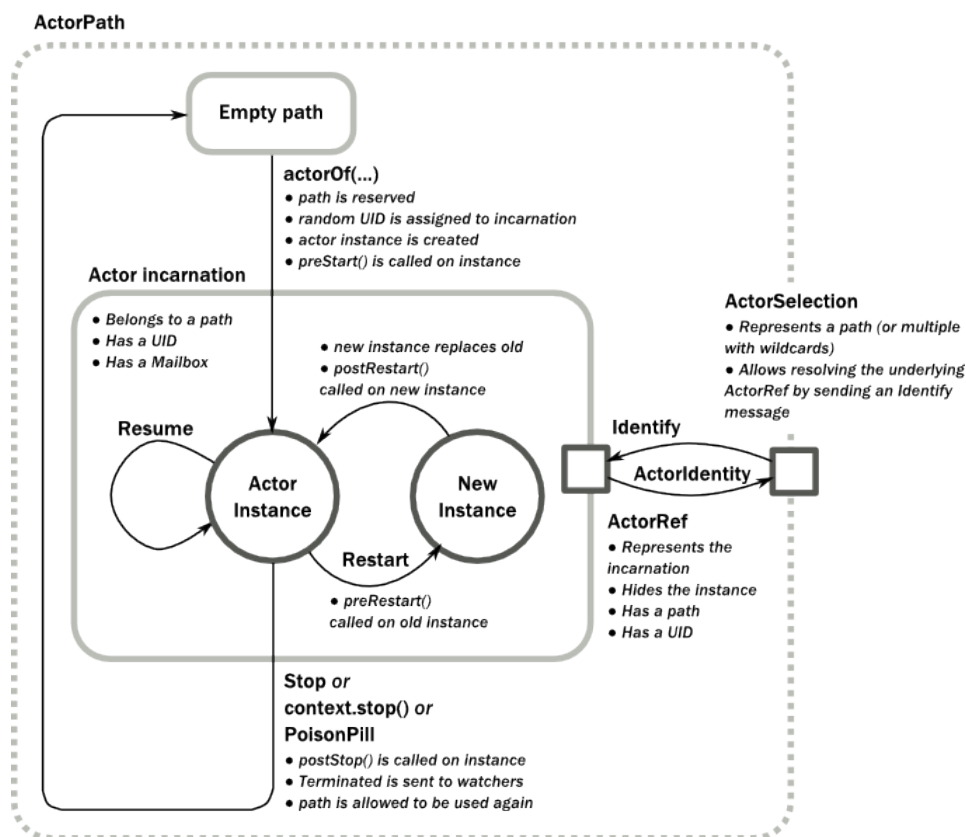 ActorPath
Empty path
actorOf(...)
● path is reserved
● random UID is assigned to incarnation
● actor instance is created
● preStart() is called on instance
Actor incarnation
● Belongs to a path
● Has a UID
● Has a Mailbox
● new instance replaces old
● postRestart()
called on new instance
Resume
Actor
Instance
New
Instance
Restart
● preRestart()
called on old instance
ActorSelection
● Represents a path (or multiple
with wildcards)
● Allows resolving the underlying
ActorRef by sending an Identify
message
Identify
ActorIdentity
ActorRef
● Represents the
incarnation
● Hides the instance
● Has a path
● Has a UID
Stop or
context.stop() or
PoisonPill
● postStop() is called on instance
● Terminated is sent to watchers
● path is allowed to be used again